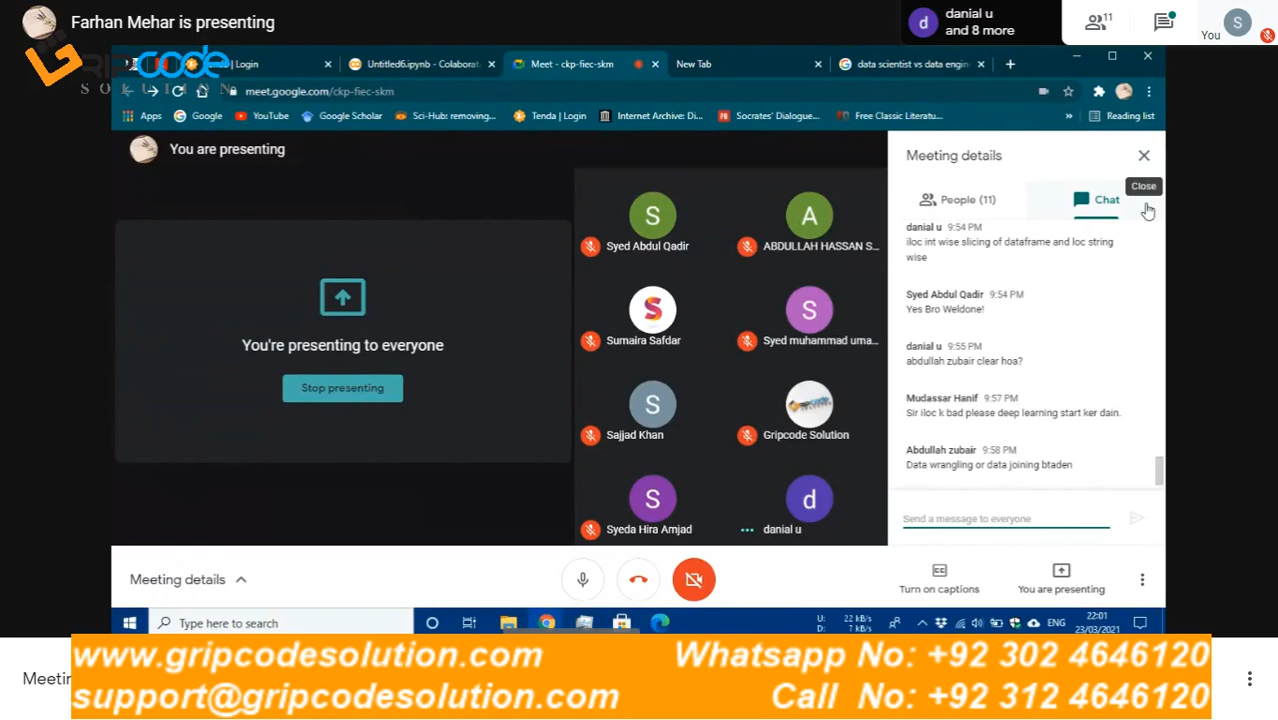 Farhan Mehar is presenting
danial u
and 8 more
11
S
You
GRIPCODE
SOLUTION
Login
Untitled6.ipynb - Colaborat
Meet - ckp-fiec-skm
New Tab
data scientist vs data engin
meet.google.com/ckp-fiec-skm
Apps
Google
YouTube
Google Scholar
Sci-Hub: removing...
Tenda | Login
Internet Archive: Di...
Socrates' Dialogue...
Free Classic Literatu...
»
Reading list
You are presenting
Meeting details
Close
People (11)
Chat
You're presenting to everyone
Stop presenting
S
Syed Abdul Qadir
A
ABDULLAH HASSAN S...
S
Sumaira Safdar
S
Syed muhammad uma...
S
Sajjad Khan
Gripcode Solution
S
Syeda Hira Amjad
d
danial u
danial u 9:54 PM
iloc int wise slicing of dataframe and loc string
wise
Syed Abdul Qadir 9:54 PM
Yes Bro Weldone!
danial u 9:55 PM
abdullah zubair clear hoa?
Mudassar Hanif 9:57 PM
Sir iloc k bad please deep learning start ker dain.
Abdullah zubair 9:58 PM
Data wrangling or data joining btaden
Send a message to everyone
Meeting details
Turn on captions
You are presenting
Type here to search
U: 22 kB/s
D: 7 kB/s
ENG
22:01
23/03/2021
www.gripcodesolution.com
Whatsapp No: +92 302 4646120
support@gripcodesolution.com
Call No: +92 312 4646120